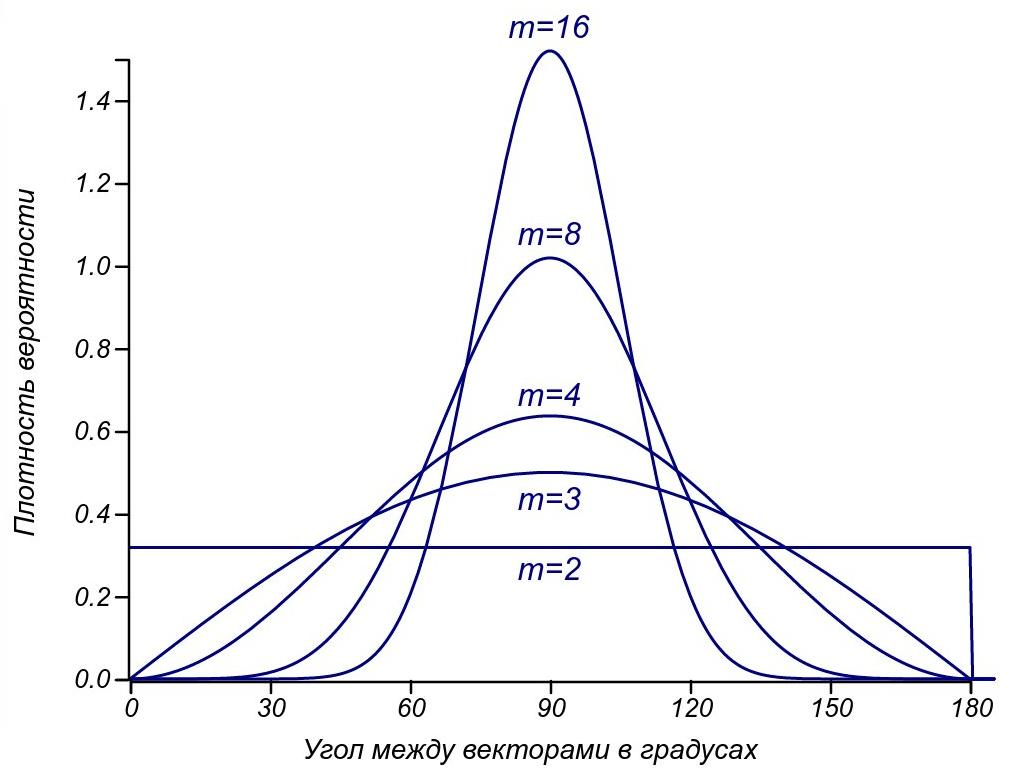 m=16
1.4
1.2
m=8
1.0
0.8
m=4
0.6
m=3
0.4
m=2
0.2
0.0
0 30 60 90 120 150 180
Плотность вероятности
Угол между векторами в градусах